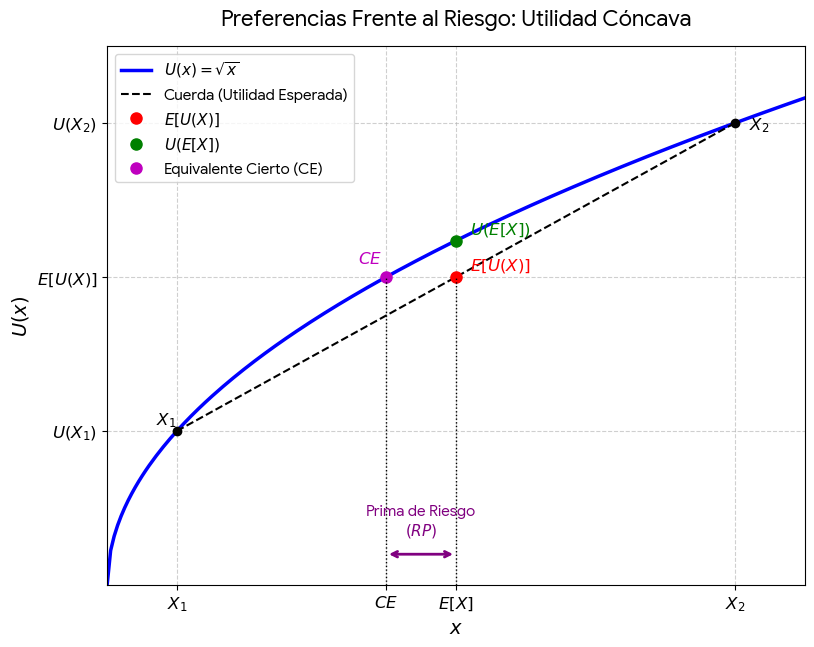 Preferencias Frente al Riesgo: Utilidad Cóncava
U(x) = √x
Cuerda (Utilidad Esperada)
E[U(X)]
U(E[X])
Equivalente Cierto (CE)
U(X₂)
E[U(X)]
U(X₁)
U(x)
X₂
U(E[X])
CE
E[U(X)]
X₁
Prima de Riesgo
(RP)
X₁
CE
E[X]
X₂
x